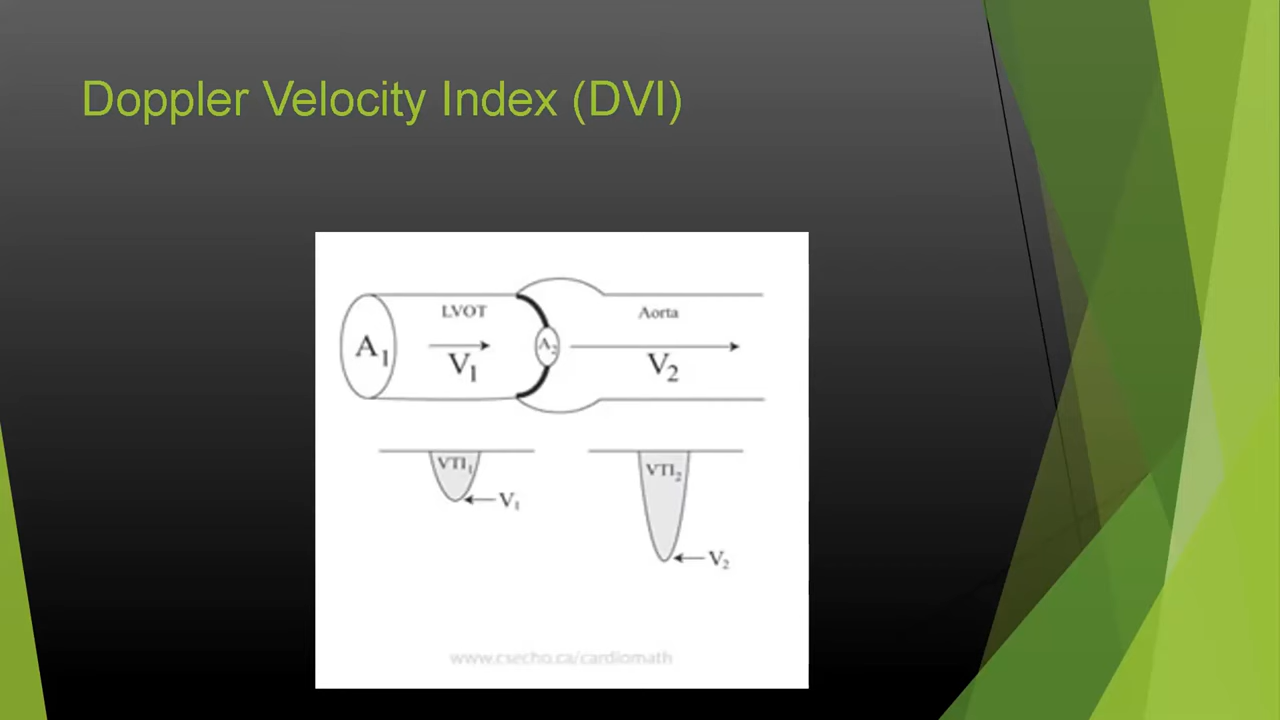 Doppler Velocity Index (DVI)
LVOT
Aorta
A1
V1
A2
V2
VTI1
VTI2
V1
V2
www.csecho.ca/cardiomath